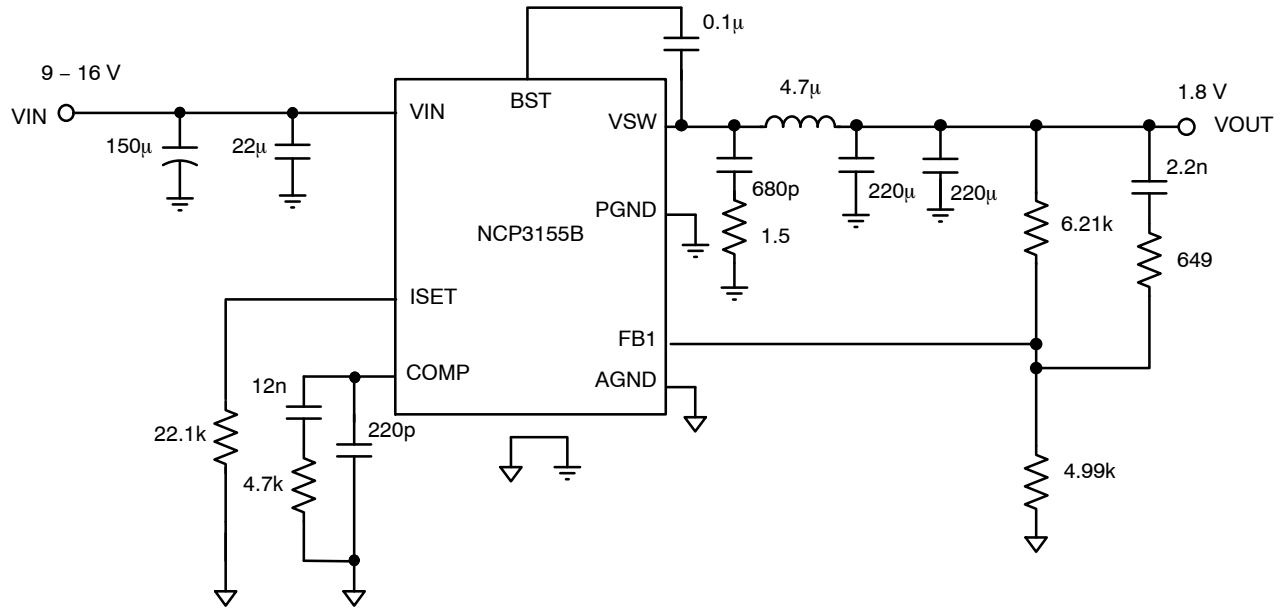 0.1μ
9 – 16 V
VIN
150μ
22μ
VIN
BST
VSW
4.7μ
1.8 V
VOUT
680p
1.5
220μ
220μ
2.2n
6.21k
649
PGND
NCP3155B
ISET
FB1
COMP
AGND
12n
220p
22.1k
4.7k
4.99k